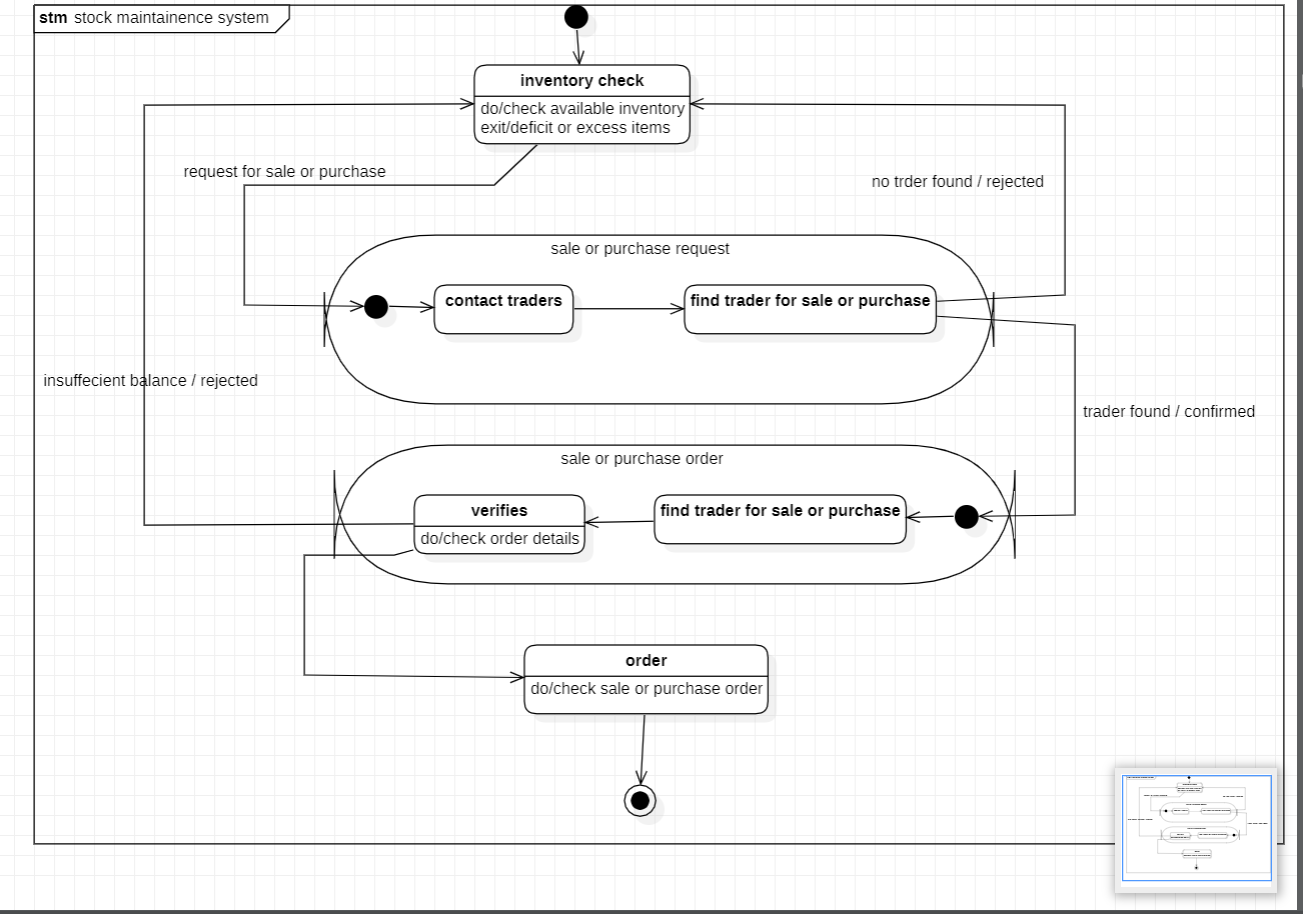 stm stock maintainence system
inventory check
do/check available inventory
exit/deficit or excess items
request for sale or purchase
no trder found / rejected
sale or purchase request
contact traders
find trader for sale or purchase
insuffecient balance / rejected
trader found / confirmed
sale or purchase order
verifies
do/check order details
find trader for sale or purchase
order
do/check sale or purchase order